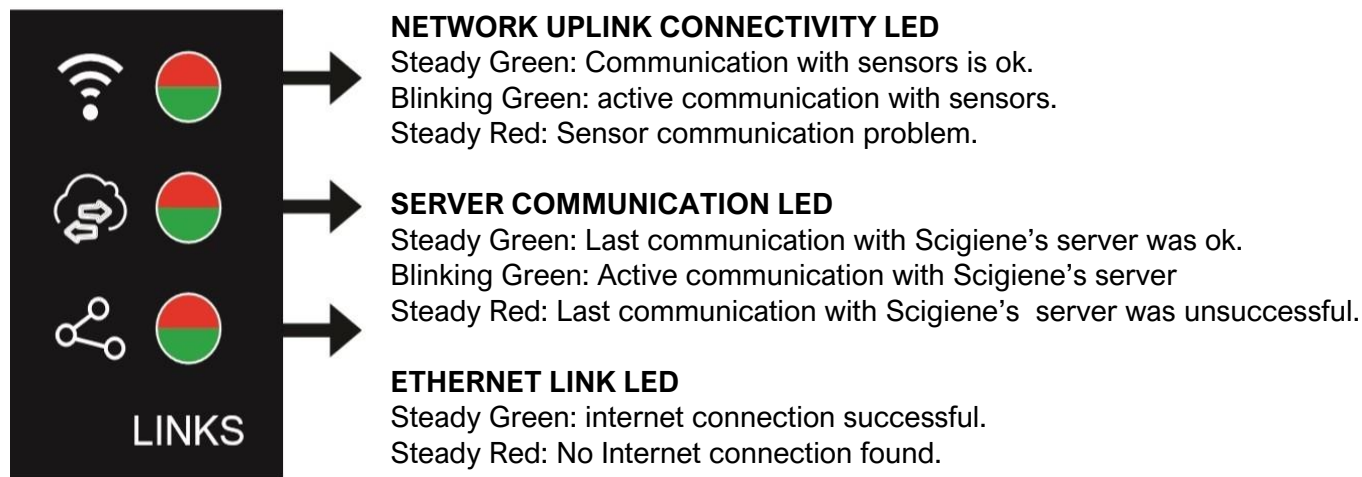 NETWORK UPLINK CONNECTIVITY LED
Steady Green: Communication with sensors is ok.
Blinking Green: active communication with sensors.
Steady Red: Sensor communication problem.
SERVER COMMUNICATION LED
Steady Green: Last communication with Scigiene’s server was ok.
Blinking Green: Active communication with Scigiene’s server
Steady Red: Last communication with Scigiene’s  server was unsuccessful.
ETHERNET LINK LED
Steady Green: internet connection successful.
Steady Red: No Internet connection found.
LINKS